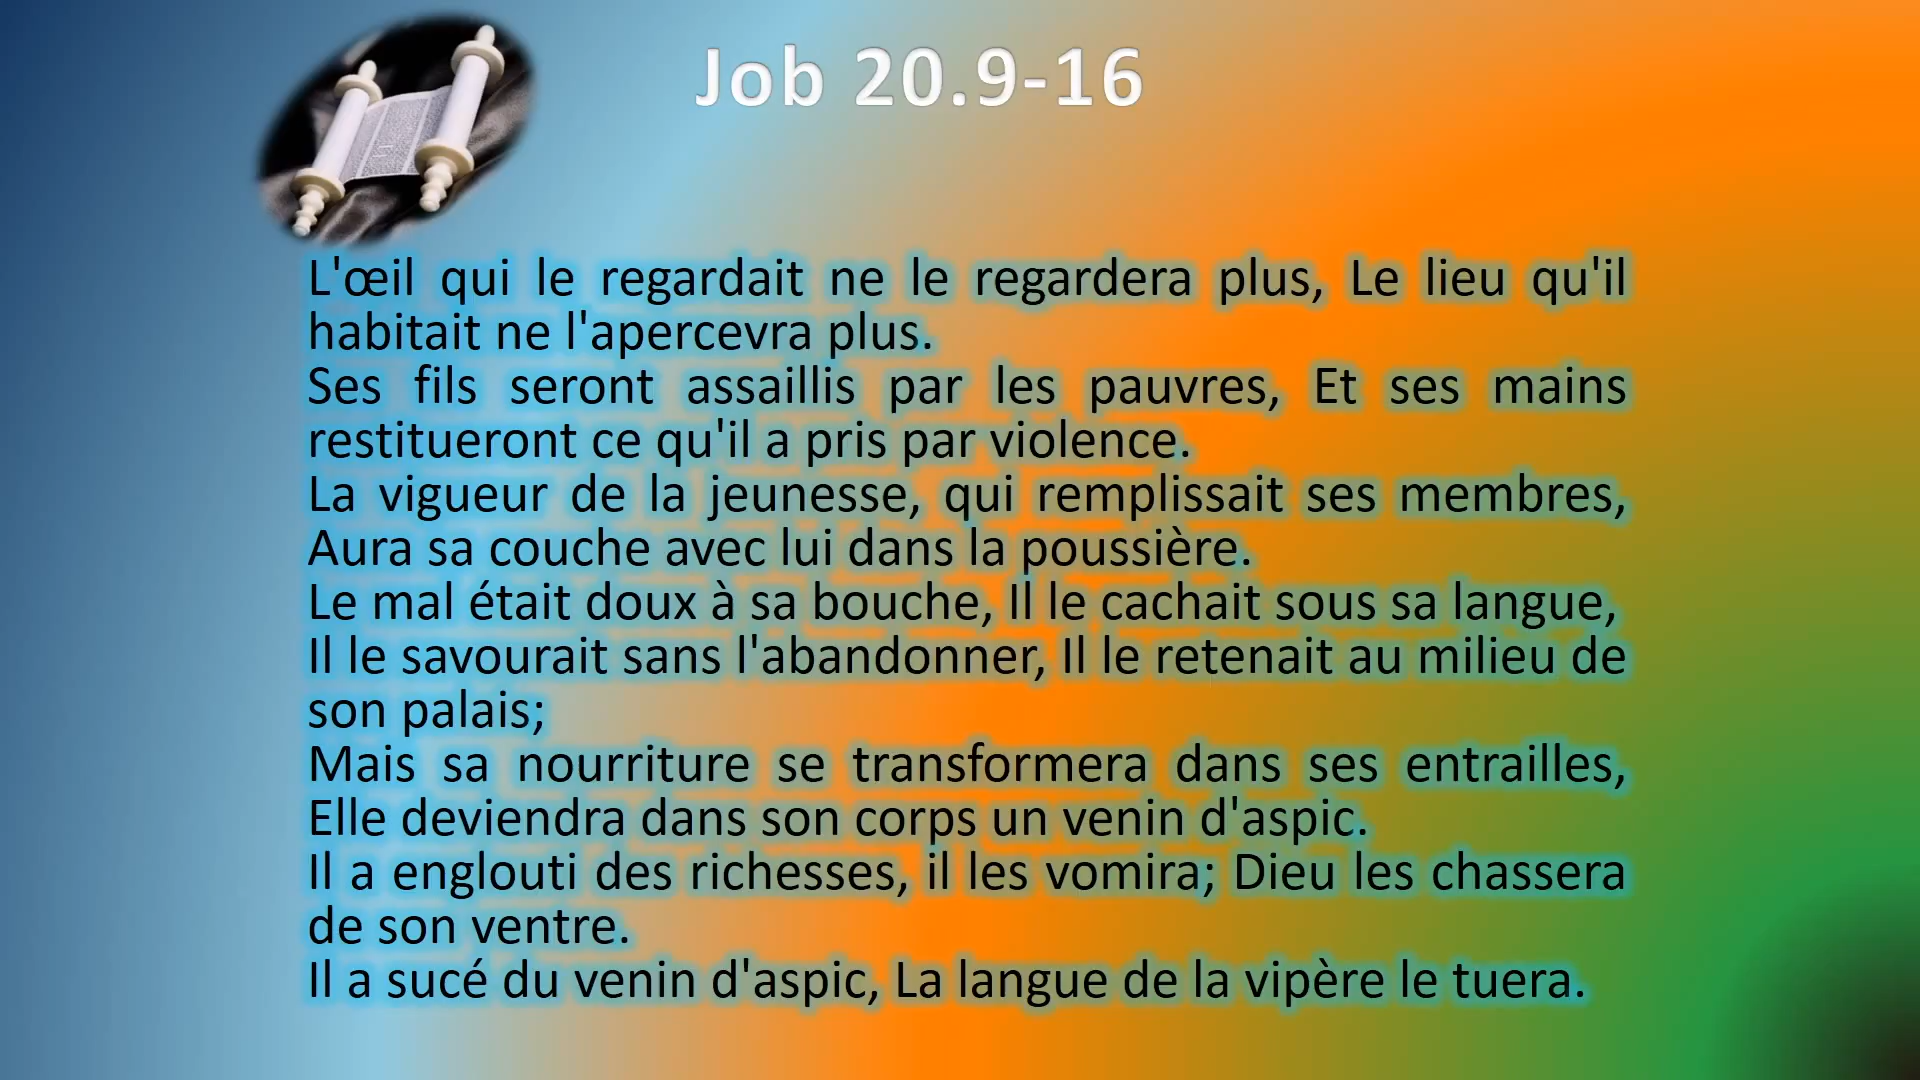 Job 20.9-16
L'œil qui le regardait ne le regardera plus, Le lieu qu'il
habitait ne l'apercevra plus.
Ses fils seront assaillis par les pauvres, Et ses mains
restitueront ce qu'il a pris par violence.
La vigueur de la jeunesse, qui remplissait ses membres,
Aura sa couche avec lui dans la poussière.
Le mal était doux à sa bouche, Il le cachait sous sa langue,
Il le savourait sans l'abandonner, Il le retenait au milieu de
son palais;
Mais sa nourriture se transformera dans ses entrailles,
Elle deviendra dans son corps un venin d'aspic.
Il a englouti des richesses, il les vomira; Dieu les chassera
de son ventre.
Il a sucé du venin d'aspic, La langue de la vipère le tuera.